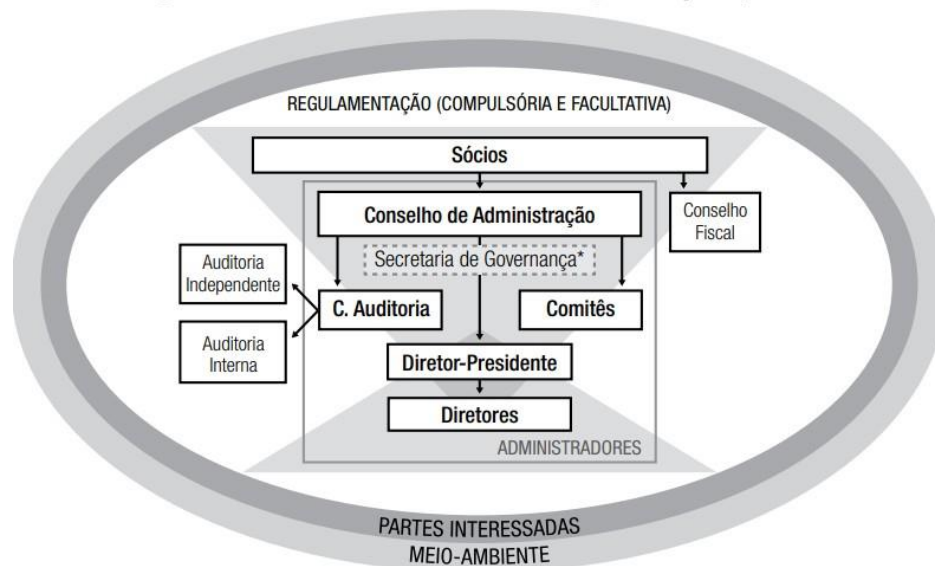 REGULAMENTAÇÃO (COMPULSÓRIA E FACULTATIVA)
Sócios
Conselho de Administração
Conselho
Fiscal
Secretaria de Governança*
Auditoria
Independente
C. Auditoria
Comitês
Auditoria
Interna
Diretor-Presidente
Diretores
ADMINISTRADORES
PARTES INTERESSADAS
MEIO-AMBIENTE